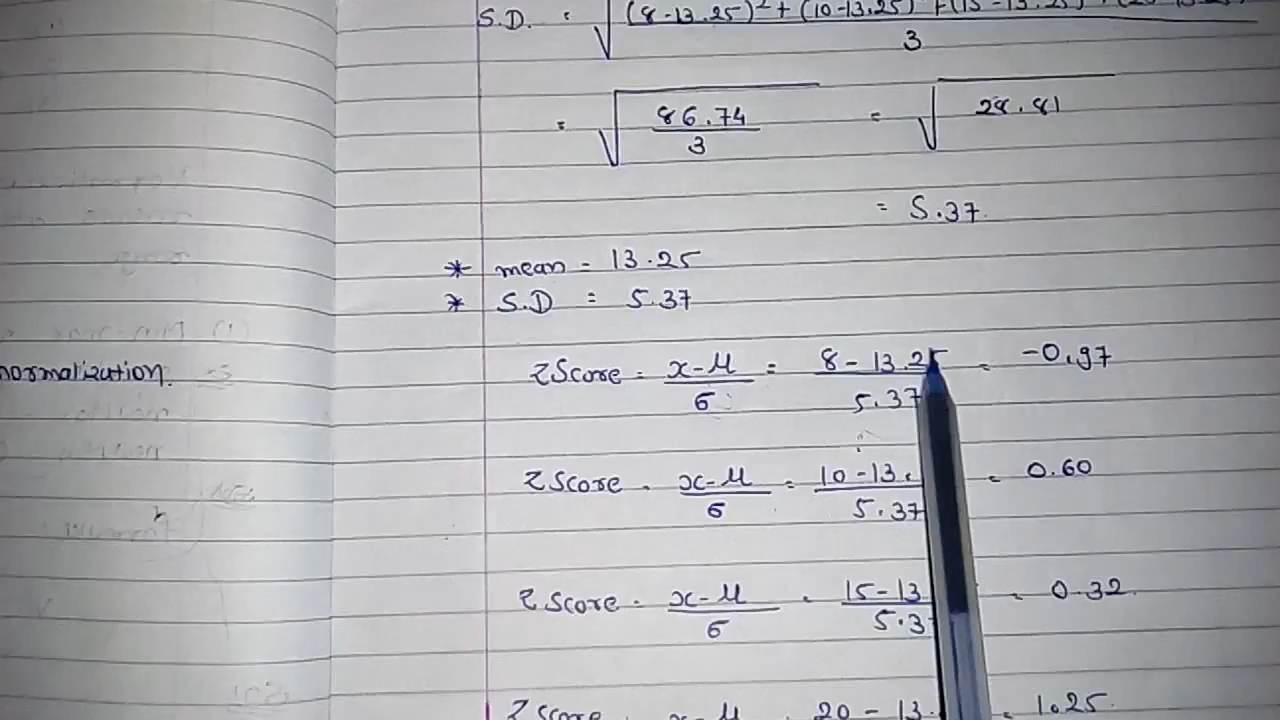 S.D. = √ (8-13.25)² + (10-13.25)² + (15-13.25)² + (20-13.25)²
3
= √ 86.74 / 3 = √ 28.81
= 5.37
* mean = 13.25
* S.D = 5.37
normalization. ZScore = x-μ / σ = 8 - 13.25 / 5.37 = -0.97
ZScore = x-μ / σ = 10 - 13. / 5.37 = 0.60
ZScore = x-μ / σ = 15 - 13 / 5.3 = 0.32
ZScore = x-μ = 20 - 13. = 1.25